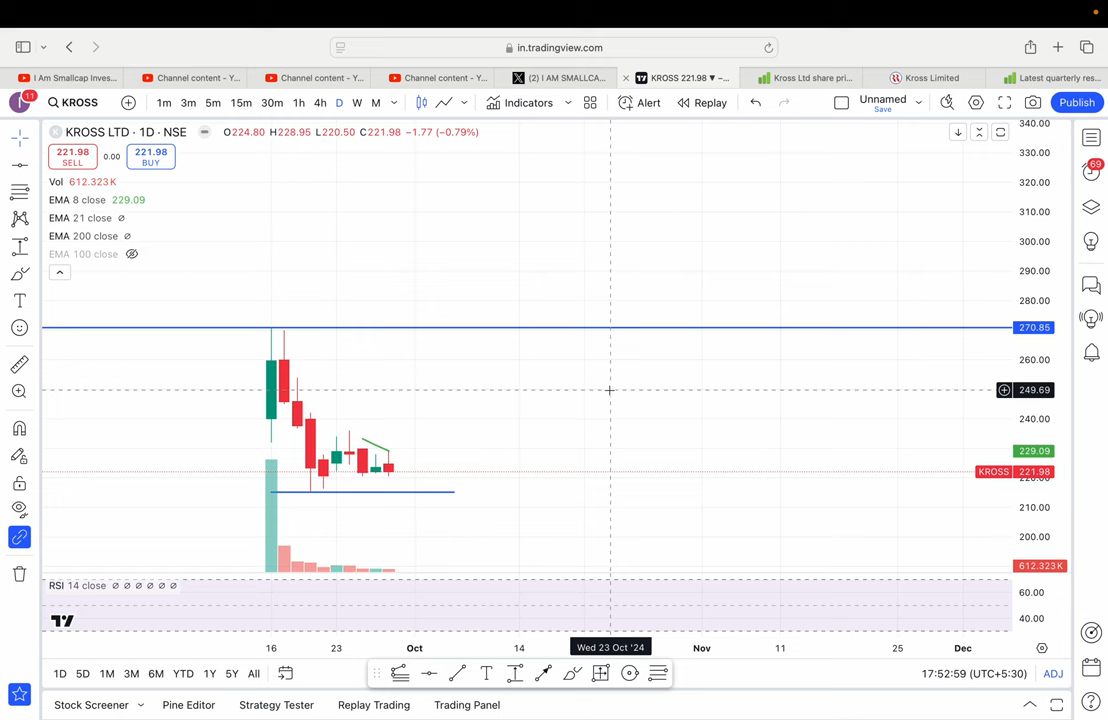 in.tradingview.com
I Am Smallcap Inves...
Channel content - Y...
Channel content - Y...
Channel content - Y...
(2) I AM SMALLCA...
KROSS 221.98 ▼ −...
Kross Ltd share pri...
Kross Limited
Latest quarterly res...
11
KROSS
1m 3m 5m 15m 30m 1h 4h D W M
Indicators
Alert
Replay
Unnamed
Save
Publish
KROSS LTD · 1D · NSE
O224.80 H228.95 L220.50 C221.98 −1.77 (−0.79%)
221.98
SELL
0.00
221.98
BUY
Vol 612.323K
EMA 8 close 229.09
EMA 21 close ∅
EMA 200 close ∅
EMA 100 close
69
340.00
330.00
320.00
310.00
300.00
290.00
280.00
270.85
260.00
249.69
240.00
229.09
KROSS 221.98
220.00
210.00
200.00
612.323K
RSI 14 close ∅ ∅ ∅ ∅ ∅ ∅
60.00
40.00
16 23 Oct 14 Wed 23 Oct '24 Nov 11 25 Dec
1D 5D 1M 3M 6M YTD 1Y 5Y All
17:52:59 (UTC+5:30)
ADJ
Stock Screener
Pine Editor
Strategy Tester
Replay Trading
Trading Panel